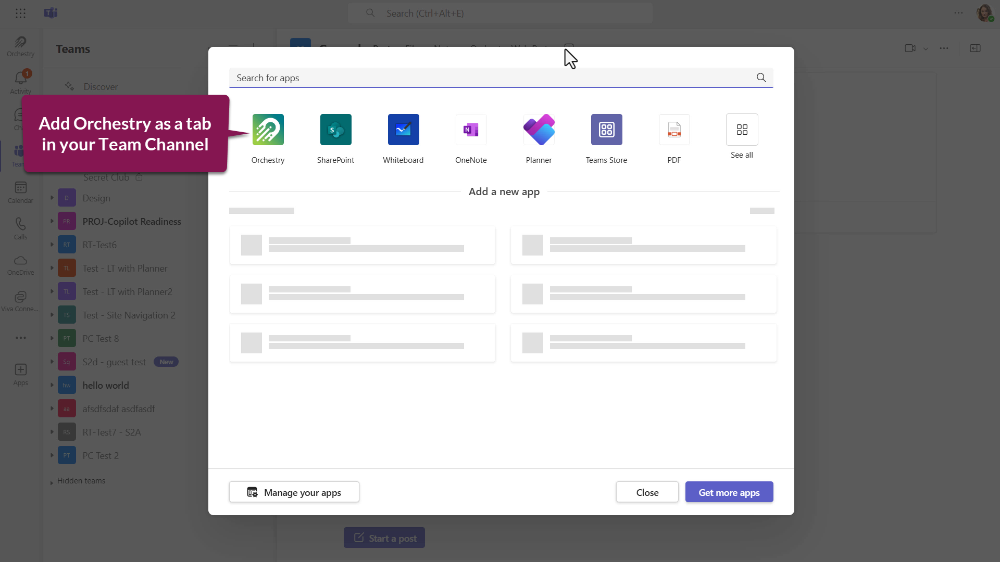 Search (Ctrl+Alt+E)
Orchestry
Activity
1
Calendar
Calls
OneDrive
Viva Conne...
Apps
Teams
Discover
Secret Club
D
Design
PR
PROJ-Copilot Readiness
RT
RT-Test6
TL
Test - LT with Planner
TL
Test - LT with Planner2
TS
Test - Site Navigation 2
PT
PC Test 8
Sg
S2d - guest test
New
hw
hello world
aa
afsdfsdaf asdfasdf
RS
RT-Test7 - S2A
PT
PC Test 2
Hidden teams
Add Orchestry as a tab
in your Team Channel
Search for apps
Orchestry
SharePoint
Whiteboard
OneNote
Planner
Teams Store
PDF
See all
Add a new app
Manage your apps
Close
Get more apps
Start a post